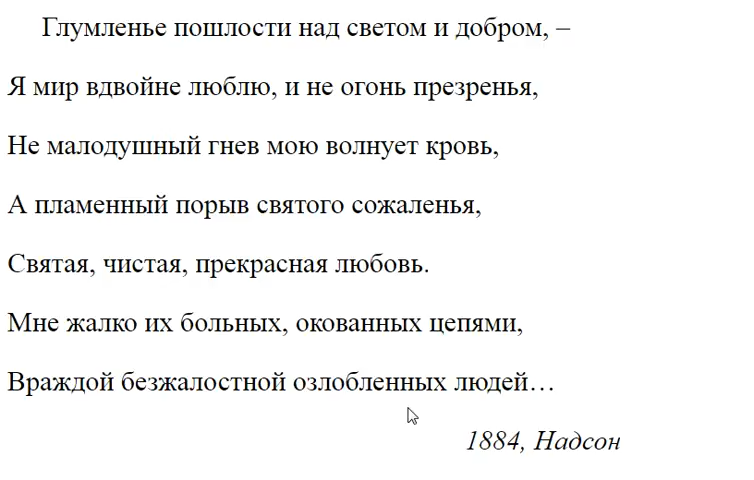 Глумленье пошлости над светом и добром, –
Я мир вдвойне люблю, и не огонь презренья,
Не малодушный гнев мою волнует кровь,
А пламенный порыв святого сожаленья,
Святая, чистая, прекрасная любовь.
Мне жалко их больных, окованных цепями,
Враждой безжалостной озлобленных людей…
1884, Надсон